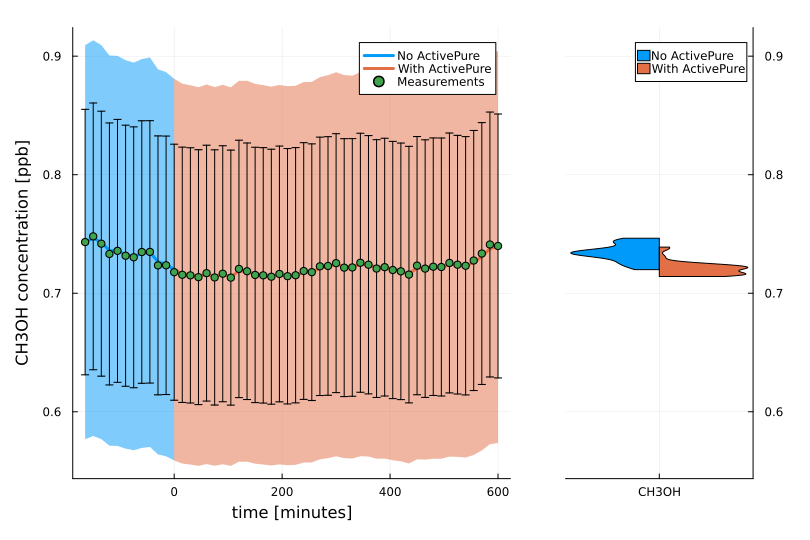 CH3OH concentration [ppb]
0.9
0.8
0.7
0.6
No ActivePure
With ActivePure
Measurements
0
200
400
600
time [minutes]
No ActivePure
With ActivePure
0.9
0.8
0.7
0.6
CH3OH